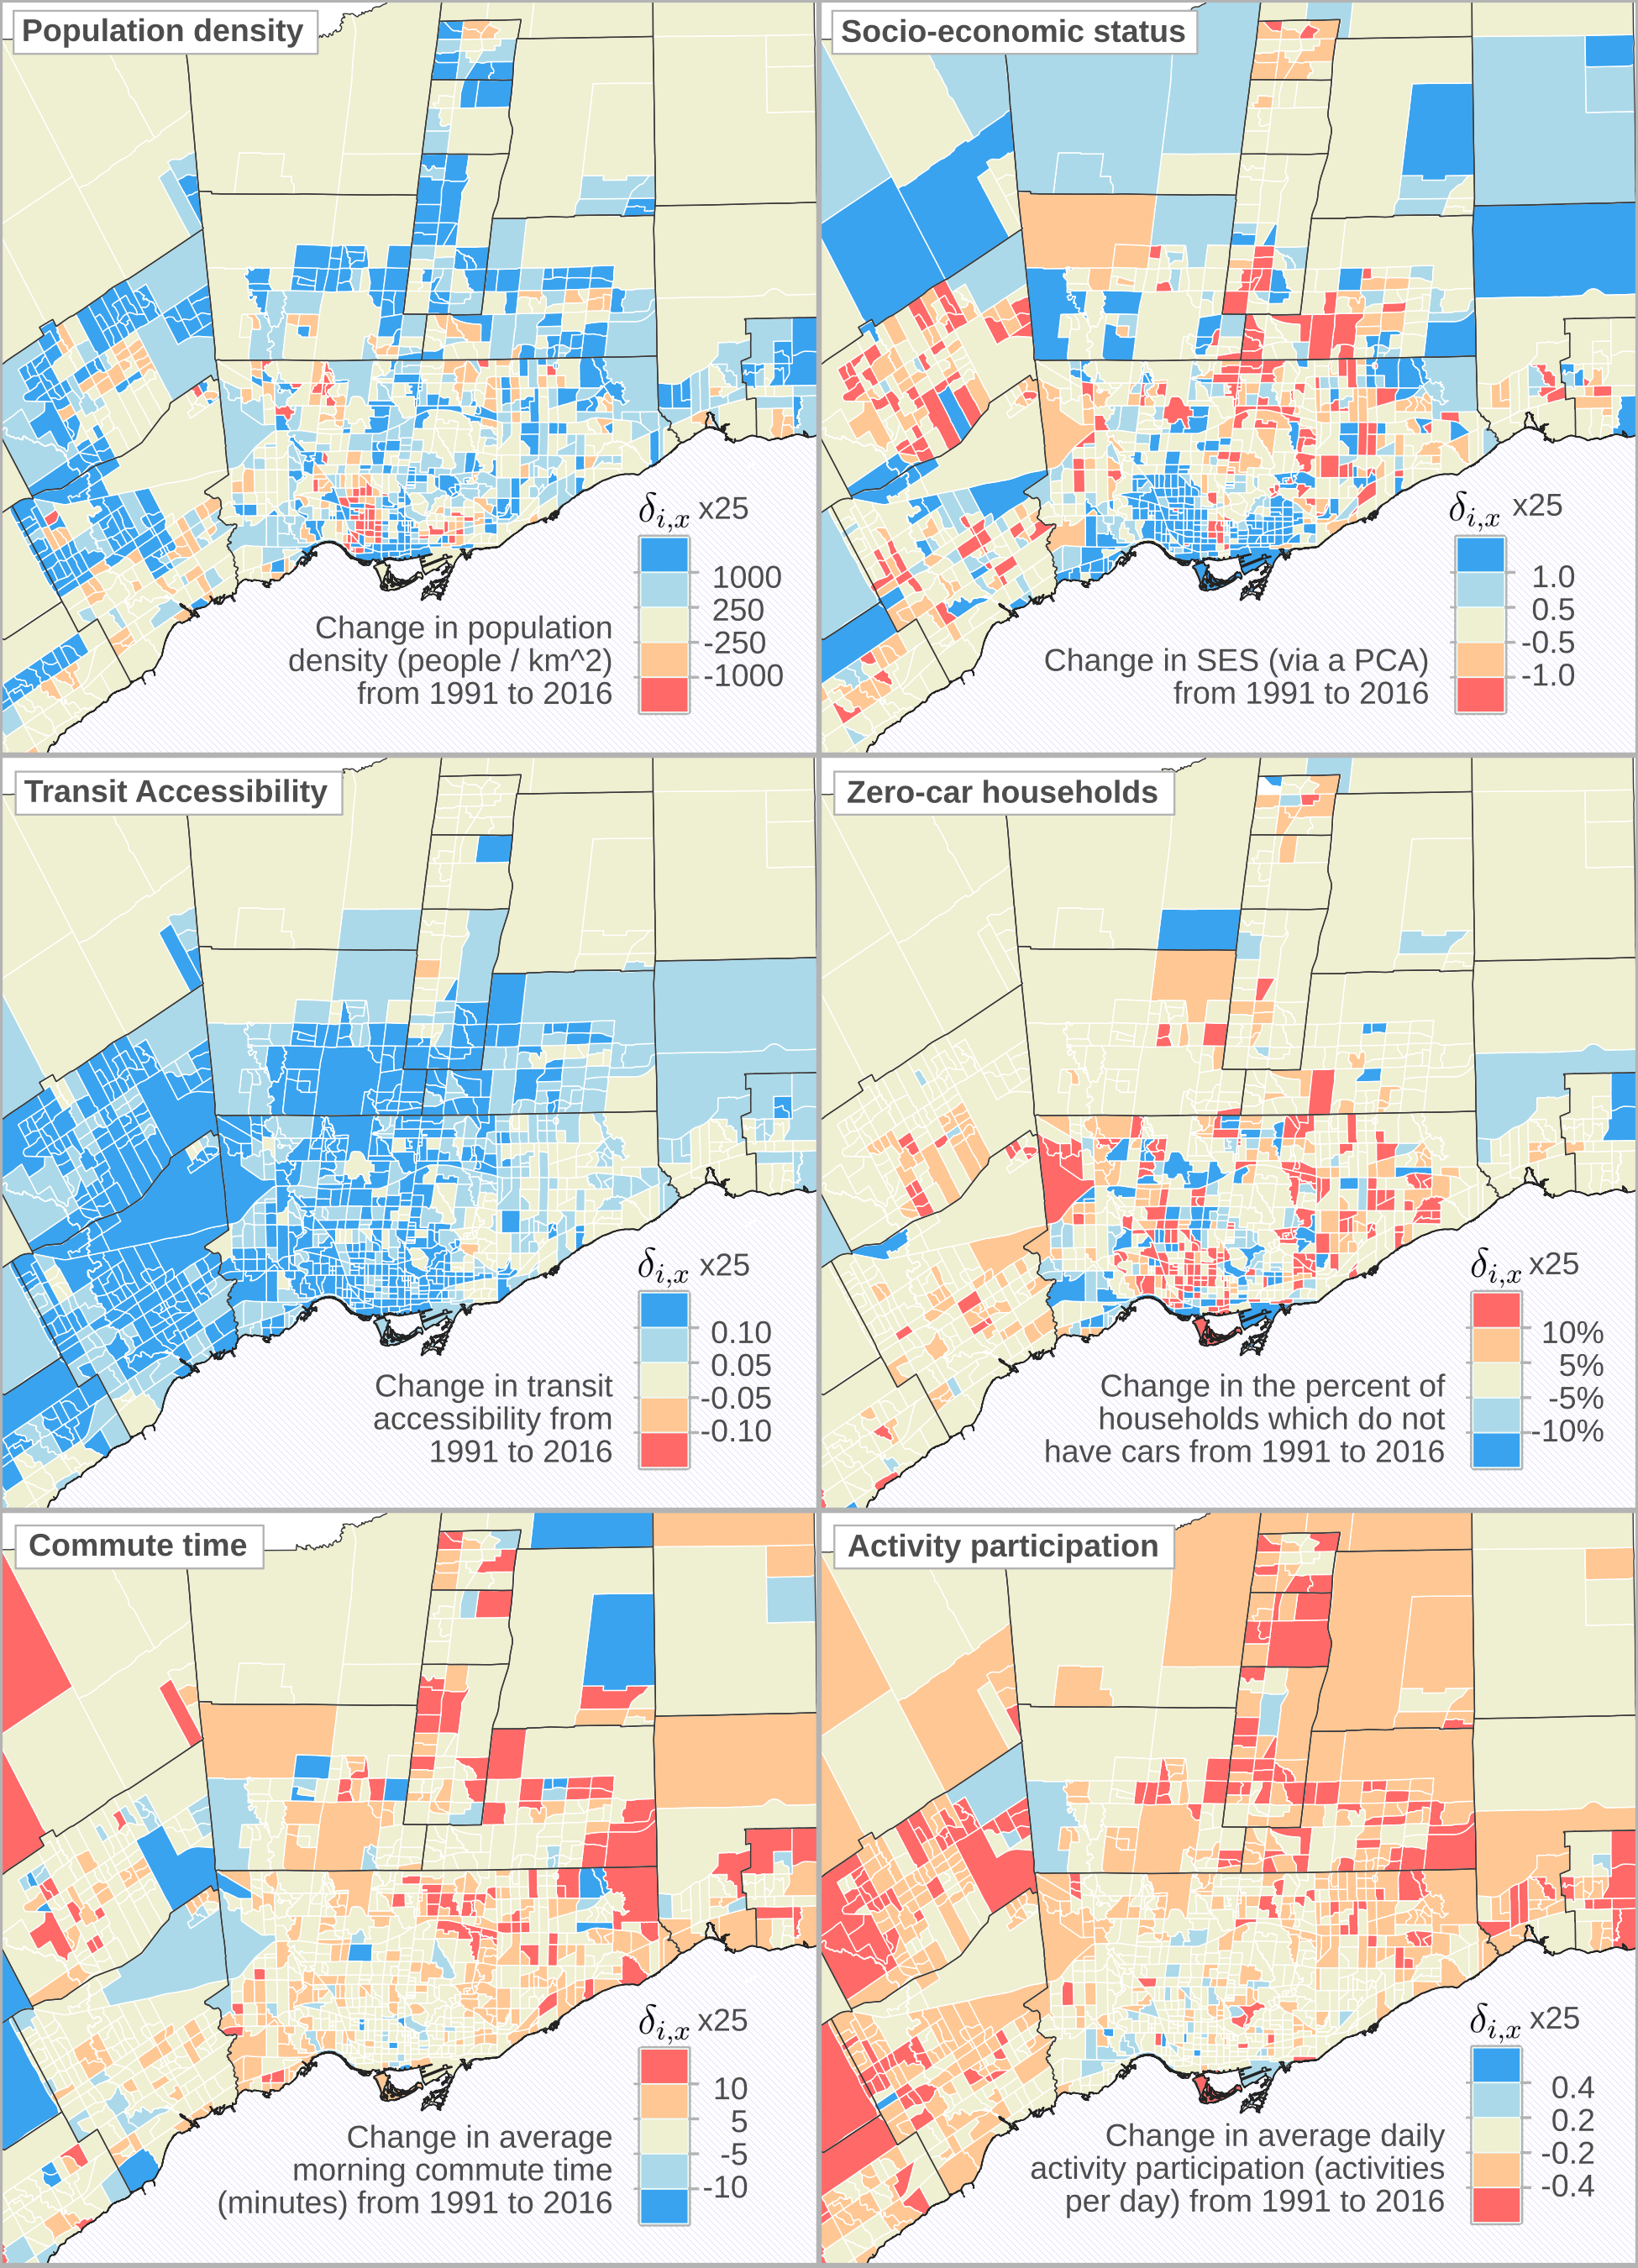 Population density
δi,x x25
1000
250
-250
-1000
Change in population
density (people / km^2)
from 1991 to 2016
Socio-economic status
δi,x x25
1.0
0.5
-0.5
-1.0
Change in SES (via a PCA)
from 1991 to 2016
Transit Accessibility
δi,x x25
0.10
0.05
-0.05
-0.10
Change in transit
accessibility from
1991 to 2016
Zero-car households
δi,x x25
10%
5%
-5%
-10%
Change in the percent of
households which do not
have cars from 1991 to 2016
Commute time
δi,x x25
10
5
-5
-10
Change in average
morning commute time
(minutes) from 1991 to 2016
Activity participation
δi,x x25
0.4
0.2
-0.2
-0.4
Change in average daily
activity participation (activities
per day) from 1991 to 2016